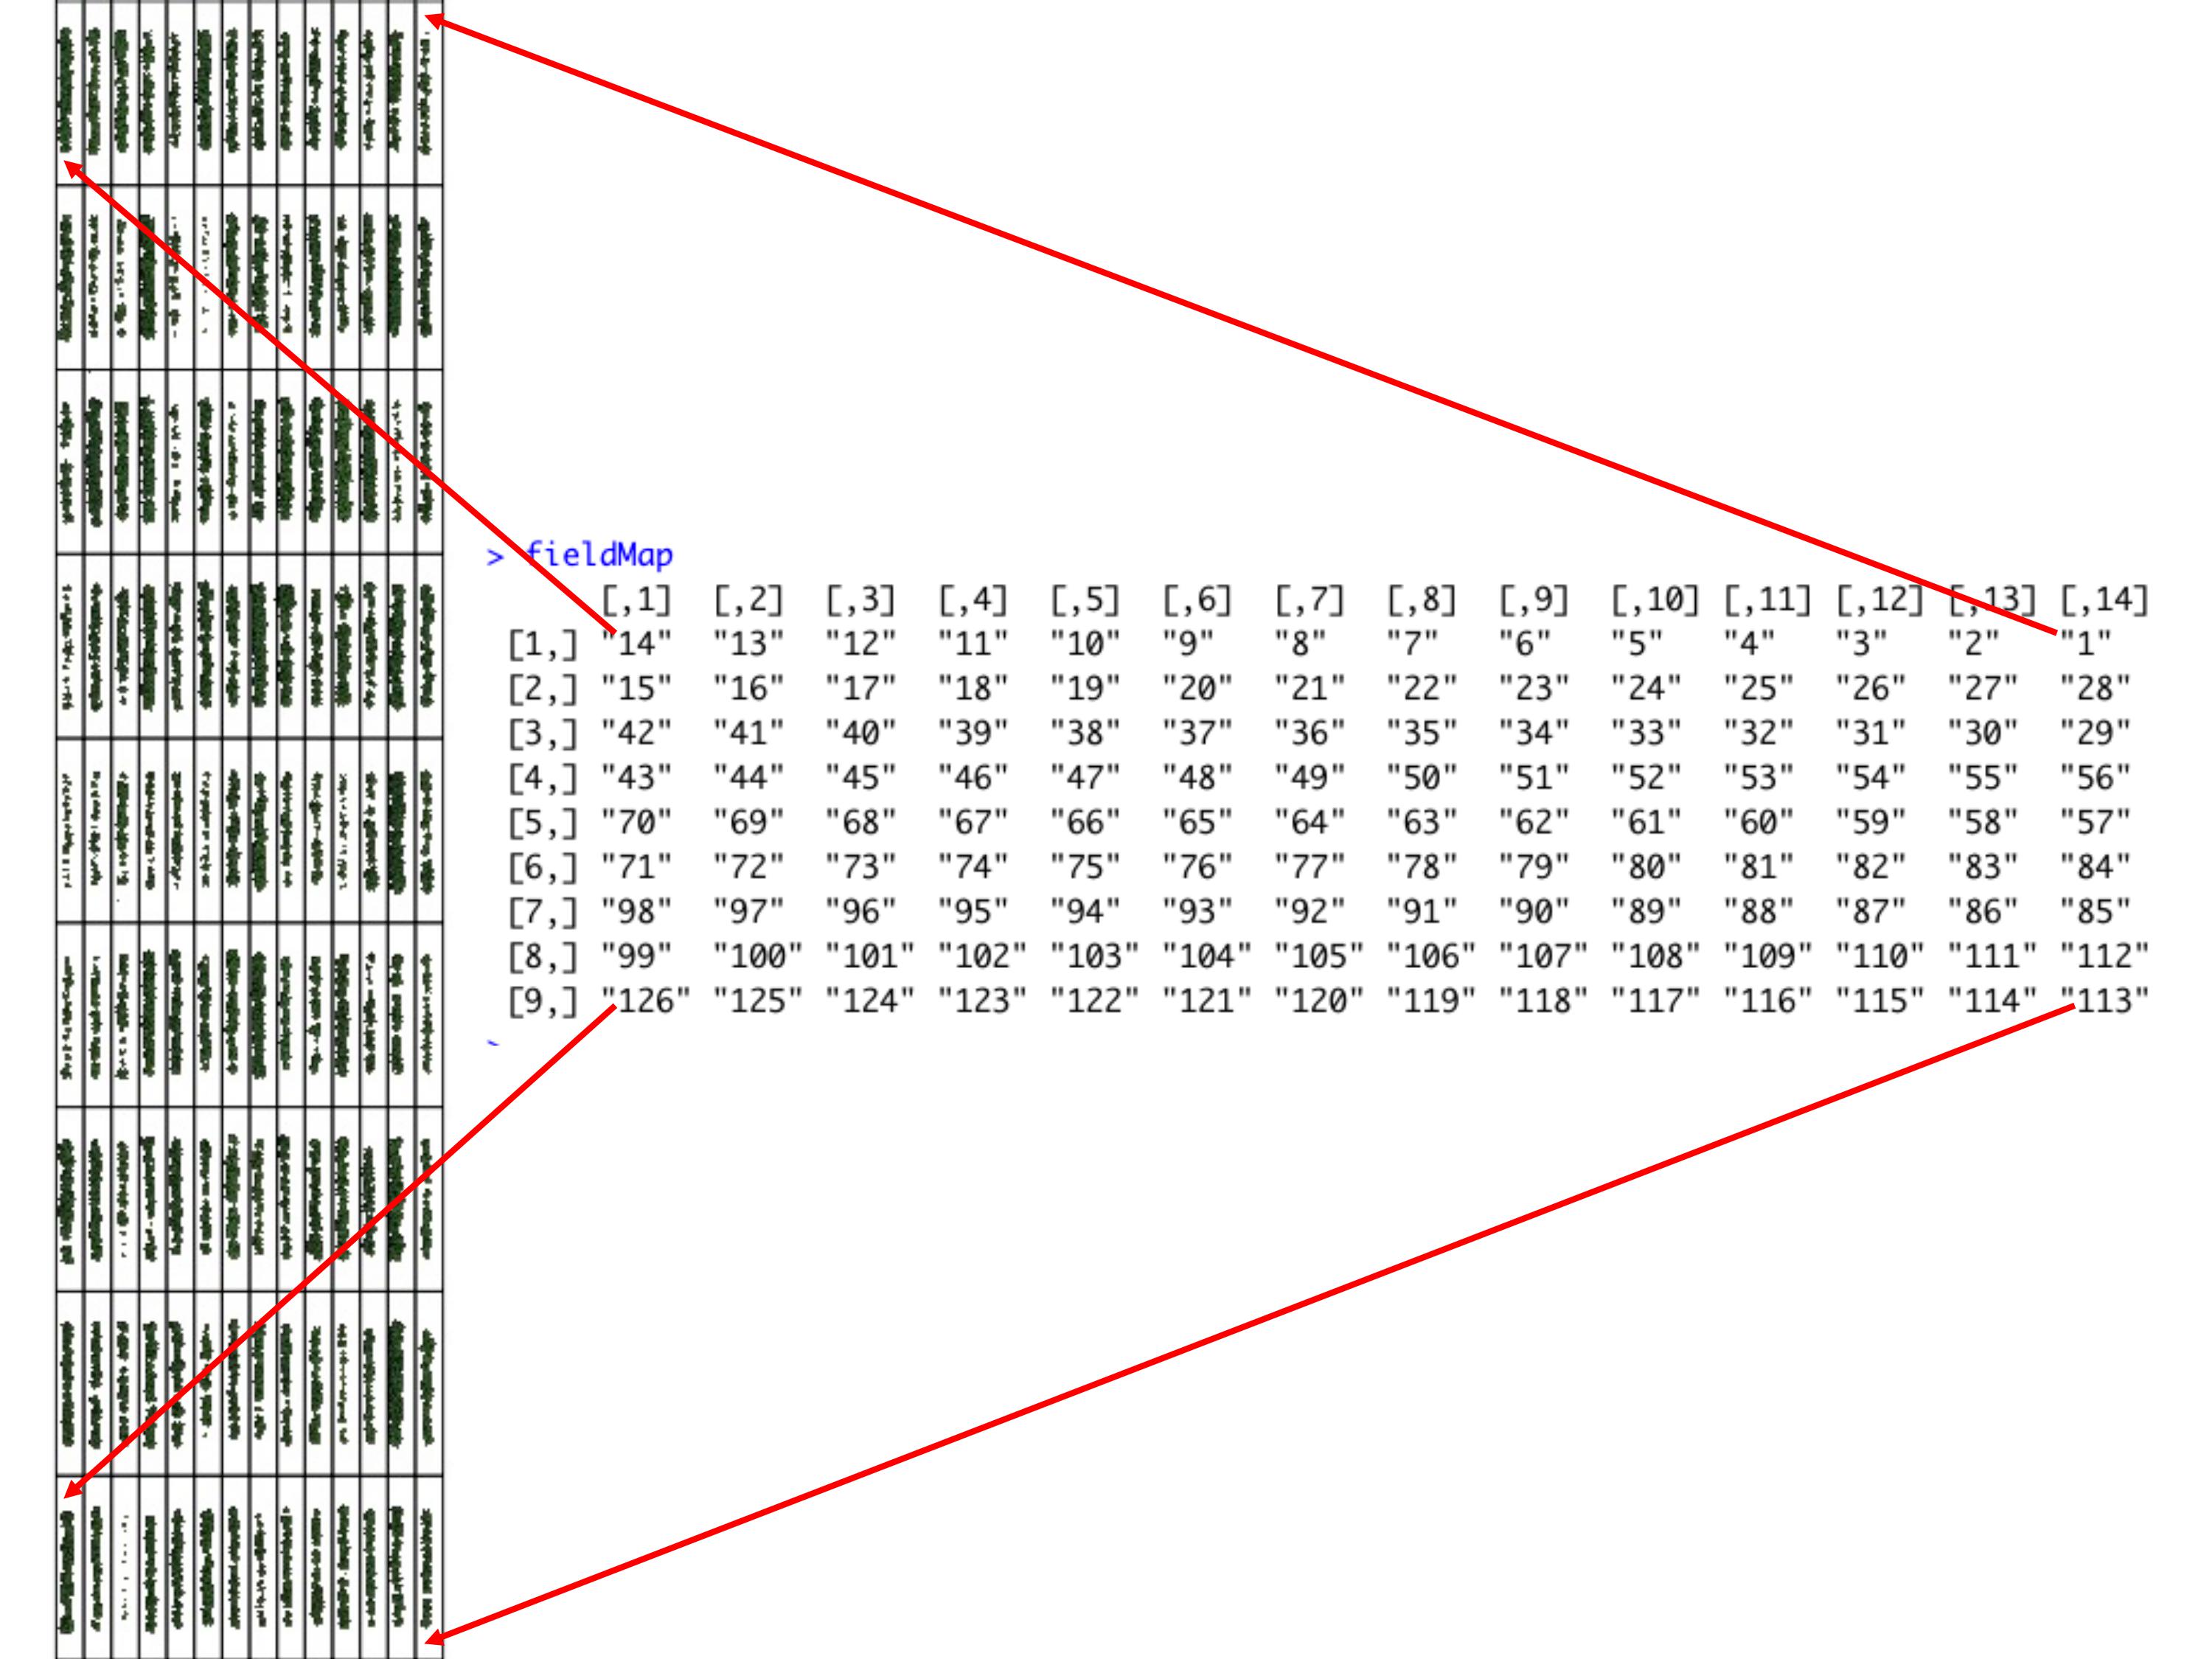 > fieldMap
[,1] [,2] [,3] [,4] [,5] [,6] [,7] [,8] [,9] [,10] [,11] [,12] [,13] [,14]
[1,] "14" "13" "12" "11" "10" "9" "8" "7" "6" "5" "4" "3" "2" "1"
[2,] "15" "16" "17" "18" "19" "20" "21" "22" "23" "24" "25" "26" "27" "28"
[3,] "42" "41" "40" "39" "38" "37" "36" "35" "34" "33" "32" "31" "30" "29"
[4,] "43" "44" "45" "46" "47" "48" "49" "50" "51" "52" "53" "54" "55" "56"
[5,] "70" "69" "68" "67" "66" "65" "64" "63" "62" "61" "60" "59" "58" "57"
[6,] "71" "72" "73" "74" "75" "76" "77" "78" "79" "80" "81" "82" "83" "84"
[7,] "98" "97" "96" "95" "94" "93" "92" "91" "90" "89" "88" "87" "86" "85"
[8,] "99" "100" "101" "102" "103" "104" "105" "106" "107" "108" "109" "110" "111" "112"
[9,] "126" "125" "124" "123" "122" "121" "120" "119" "118" "117" "116" "115" "114" "113"